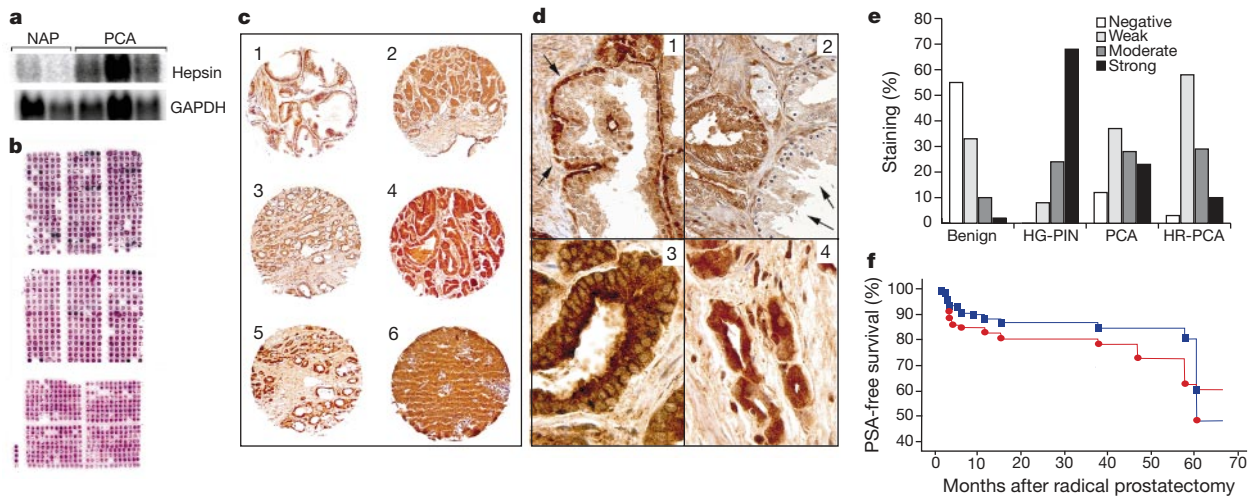 a
NAP PCA
Hepsin
GAPDH
b
c
1 2
3 4
5 6
d
1 2
3 4
e
Staining (%)
80
70
60
50
40
30
20
10
0
Negative
Weak
Moderate
Strong
Benign HG-PIN PCA HR-PCA
f
PSA-free survival (%)
100
90
80
70
60
50
40
0 10 20 30 40 50 60 70
Months after radical prostatectomy